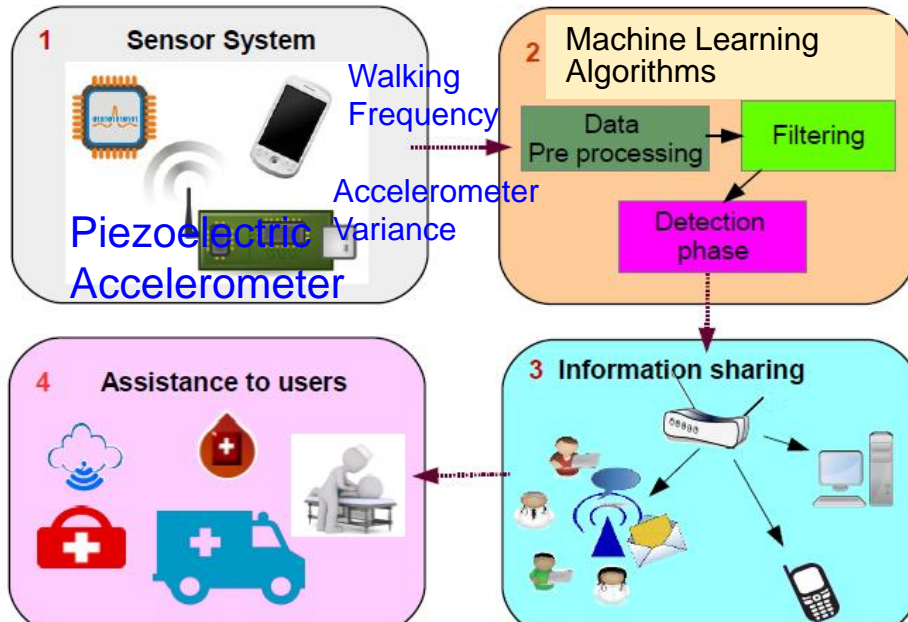 1 Sensor System
Walking
Frequency
Accelerometer
Variance
Piezoelectric
Accelerometer
2 Machine Learning
Algorithms
Data
Pre processing
Filtering
Detection
phase
3 Information sharing
4 Assistance to users